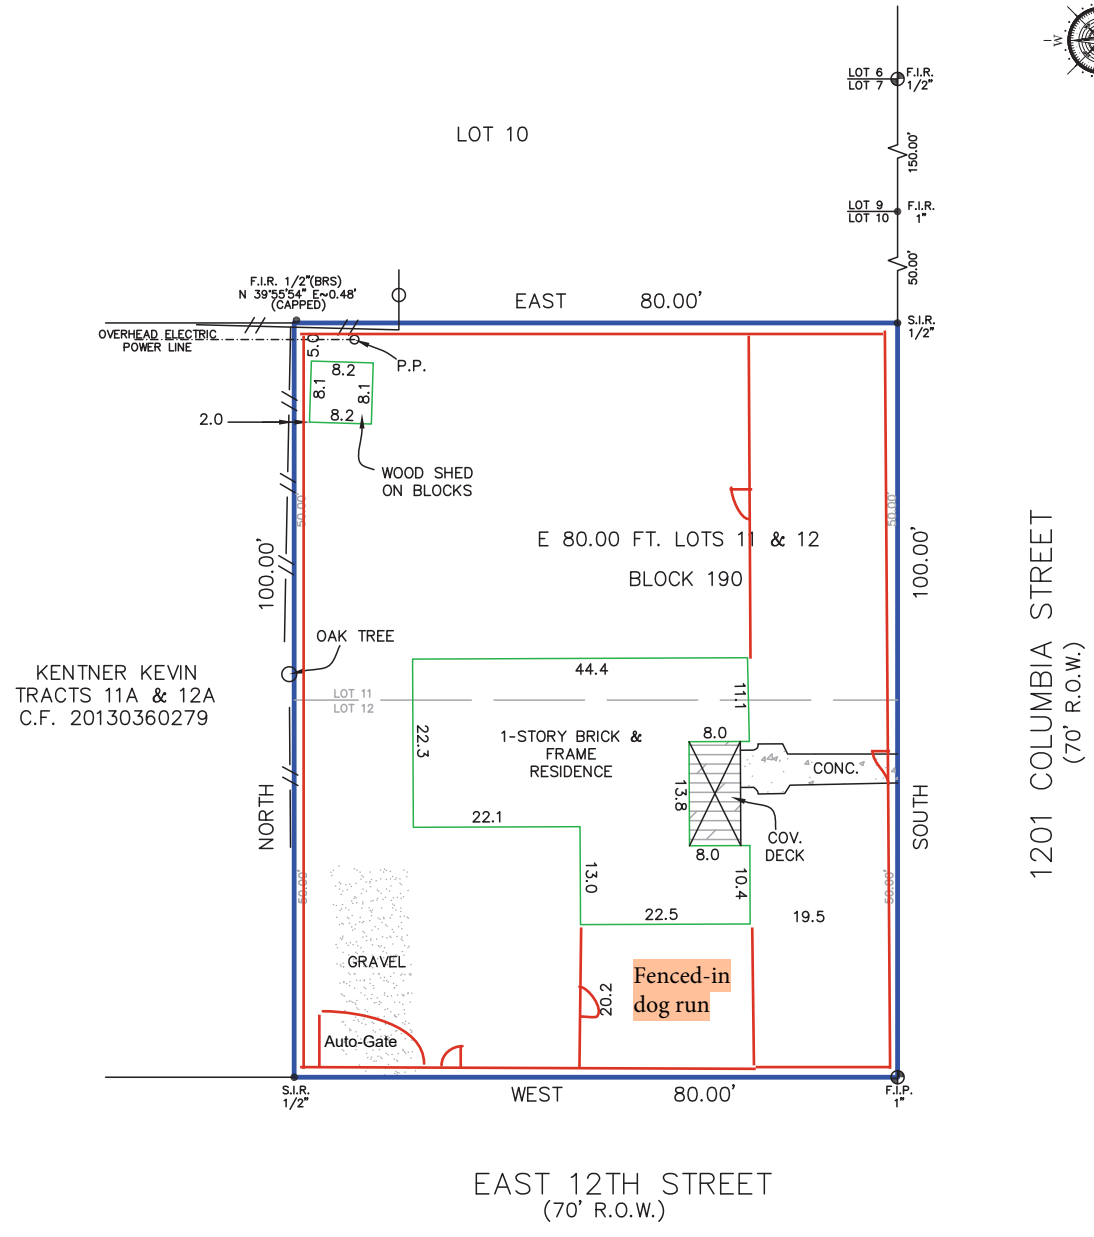 W
LOT 6
LOT 7
F.I.R.
1/2"
LOT 10
150.00'
LOT 9
LOT 10
F.I.R.
1"
50.00'
F.I.R. 1/2"(BRS)
N 39°55'54" E~0.48'
(CAPPED)
EAST 80.00'
S.I.R.
1/2"
OVERHEAD ELECTRIC
POWER LINE
5.0
P.P.
8.2
8.1
8.1
8.2
2.0
WOOD SHED
ON BLOCKS
50.00'
50.00'
E 80.00 FT. LOTS 11 & 12
BLOCK 190
100.00'
100.00'
OAK TREE
KENTNER KEVIN
TRACTS 11A & 12A
C.F. 20130360279
44.4
LOT 11
LOT 12
11.1
22.3
1-STORY BRICK &
FRAME
RESIDENCE
8.0
13.8
CONC.
COV.
DECK
8.0
22.1
NORTH
SOUTH
1201 COLUMBIA STREET
(70' R.O.W.)
13.0
10.4
50.00'
50.00'
22.5
19.5
GRAVEL
Fenced-in
dog run
20.2
Auto-Gate
S.I.R.
1/2"
WEST 80.00'
F.I.P.
1"
EAST 12TH STREET
(70' R.O.W.)